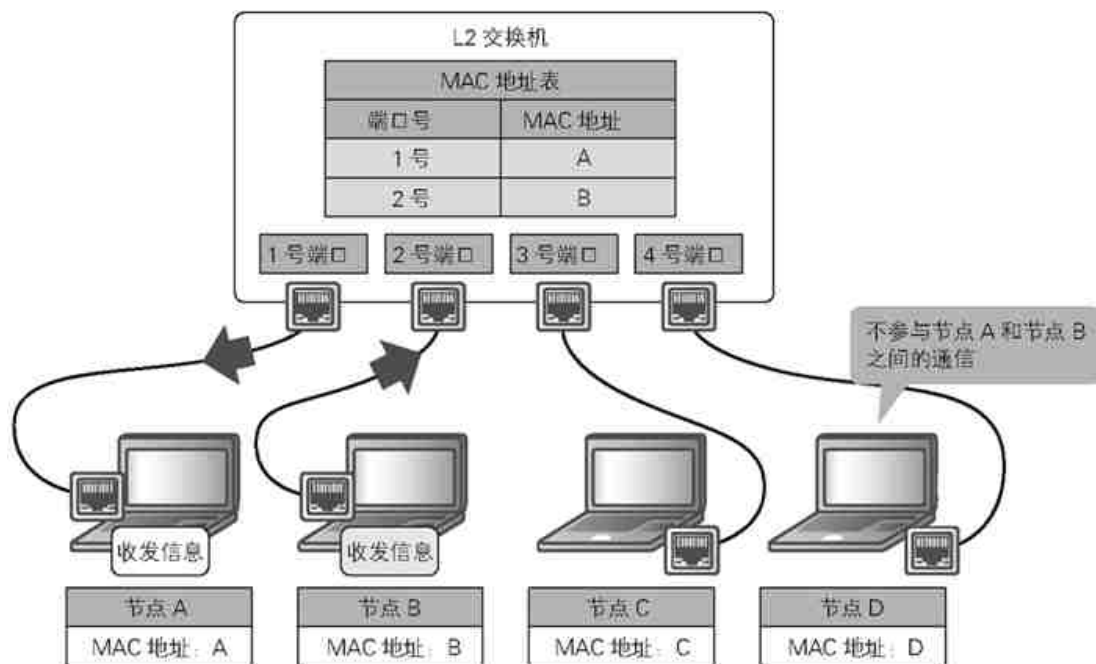 L2 交换机
MAC 地址表
端口号 MAC 地址
1 号 A
2 号 B
1 号端口 2 号端口 3 号端口 4 号端口
不参与节点 A 和节点 B
之间的通信
收发信息 收发信息
节点 A 节点 B 节点 C 节点 D
MAC 地址：A MAC 地址：B MAC 地址：C MAC 地址：D